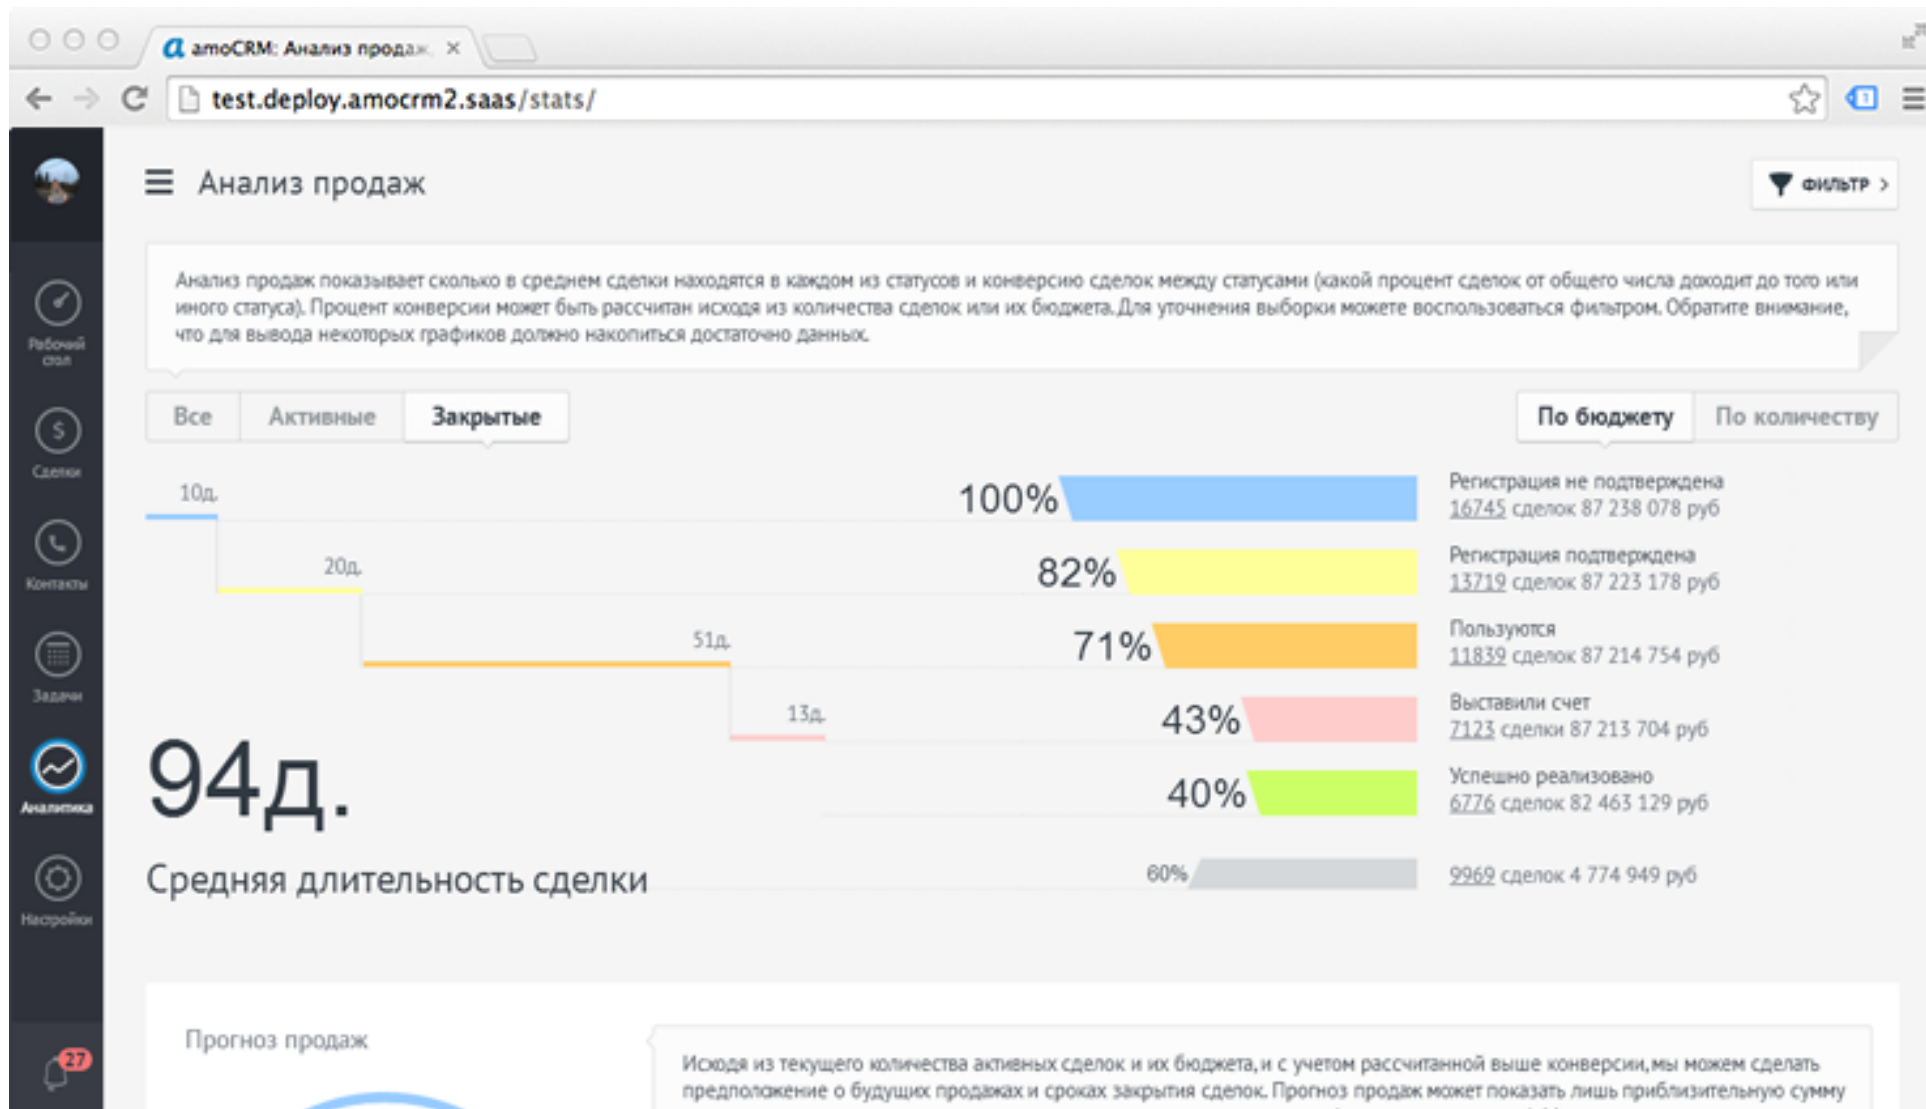 amoCRM: Анализ продаж,
test.deploy.amocrm2.saas/stats/
Анализ продаж
ФИЛЬТР
Анализ продаж показывает сколько в среднем сделки находятся в каждом из статусов и конверсию сделок между статусами (какой процент сделок от общего числа доходит до того или
иного статуса). Процент конверсии может быть рассчитан исходя из количества сделок или их бюджета. Для уточнения выборки можете воспользоваться фильтром. Обратите внимание,
что для вывода некоторых графиков должно накопиться достаточно данных.
Рабочий
стол
Сделки
Контакты
Задачи
Аналитика
Настройки
27
Все
Активные
Закрытые
По бюджету
По количеству
10д.
100%
Регистрация не подтверждена
16745 сделок 87 238 078 руб
20д.
82%
Регистрация подтверждена
13719 сделок 87 223 178 руб
51д.
71%
Пользуются
11839 сделок 87 214 754 руб
13д.
43%
Выставили счет
7123 сделки 87 213 704 руб
94д.
40%
Успешно реализовано
6776 сделок 82 463 129 руб
Средняя длительность сделки
60%
9969 сделок 4 774 949 руб
Прогноз продаж
Исходя из текущего количества активных сделок и их бюджета, и с учетом рассчитанной выше конверсии, мы можем сделать
предположение о будущих продажах и сроках закрытия сделок. Прогноз продаж может показать лишь приблизительную сумму